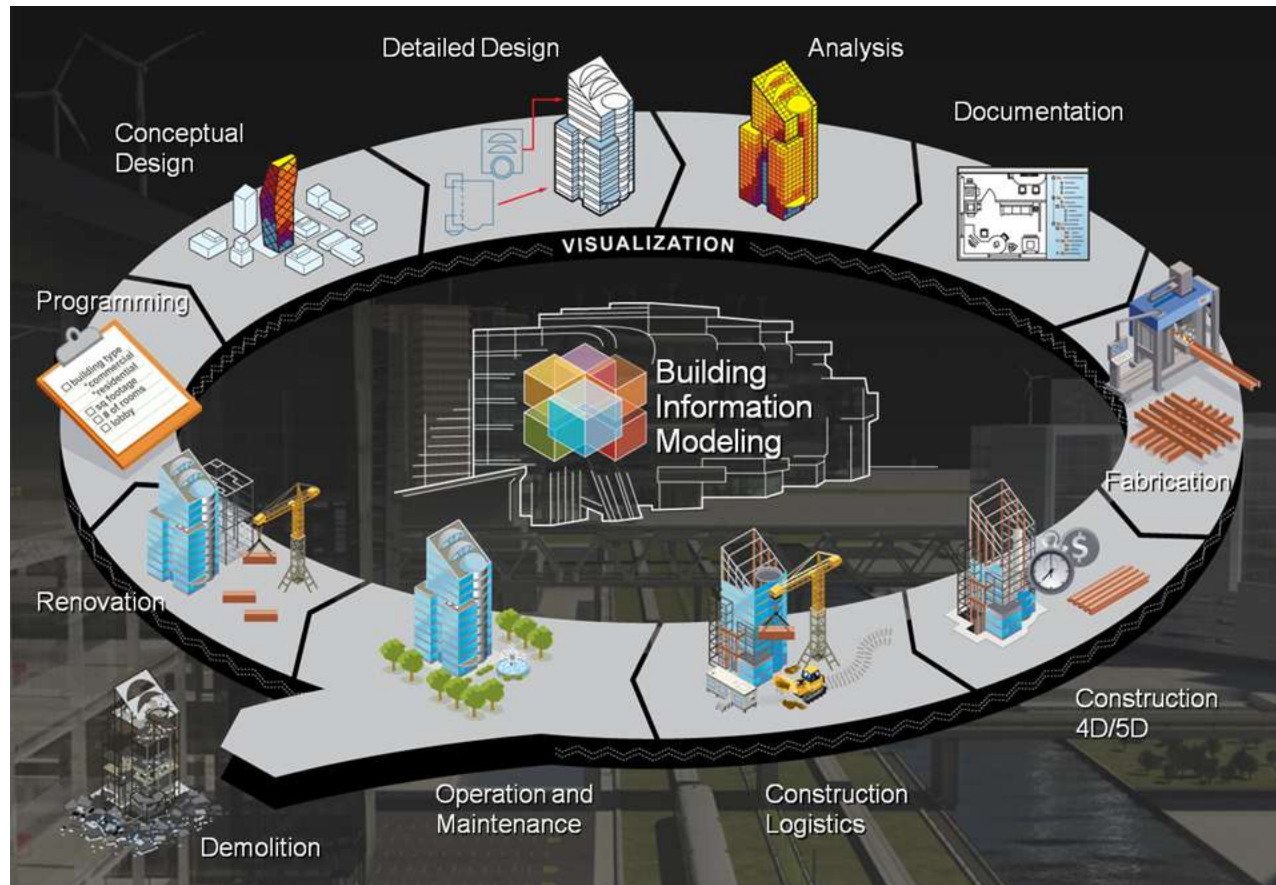 Detailed Design
Analysis
Documentation
Conceptual
Design
VISUALIZATION
Programming
□ building type
*commercial
*residential
□ sq footage
□ # of rooms
□ lobby
Building
Information
Modeling
Fabrication
$
Renovation
Construction
4D/5D
Operation and
Maintenance
Construction
Logistics
Demolition